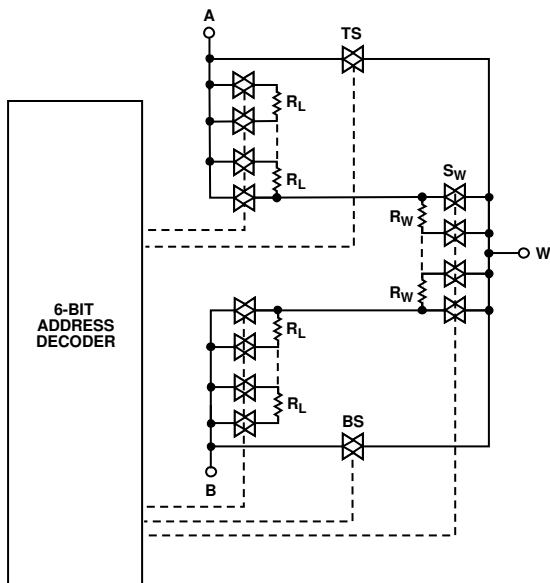 A
TS
R_L
R_L
S_W
R_W
W
R_W
6-BIT
ADDRESS
DECODER
R_L
R_L
BS
B